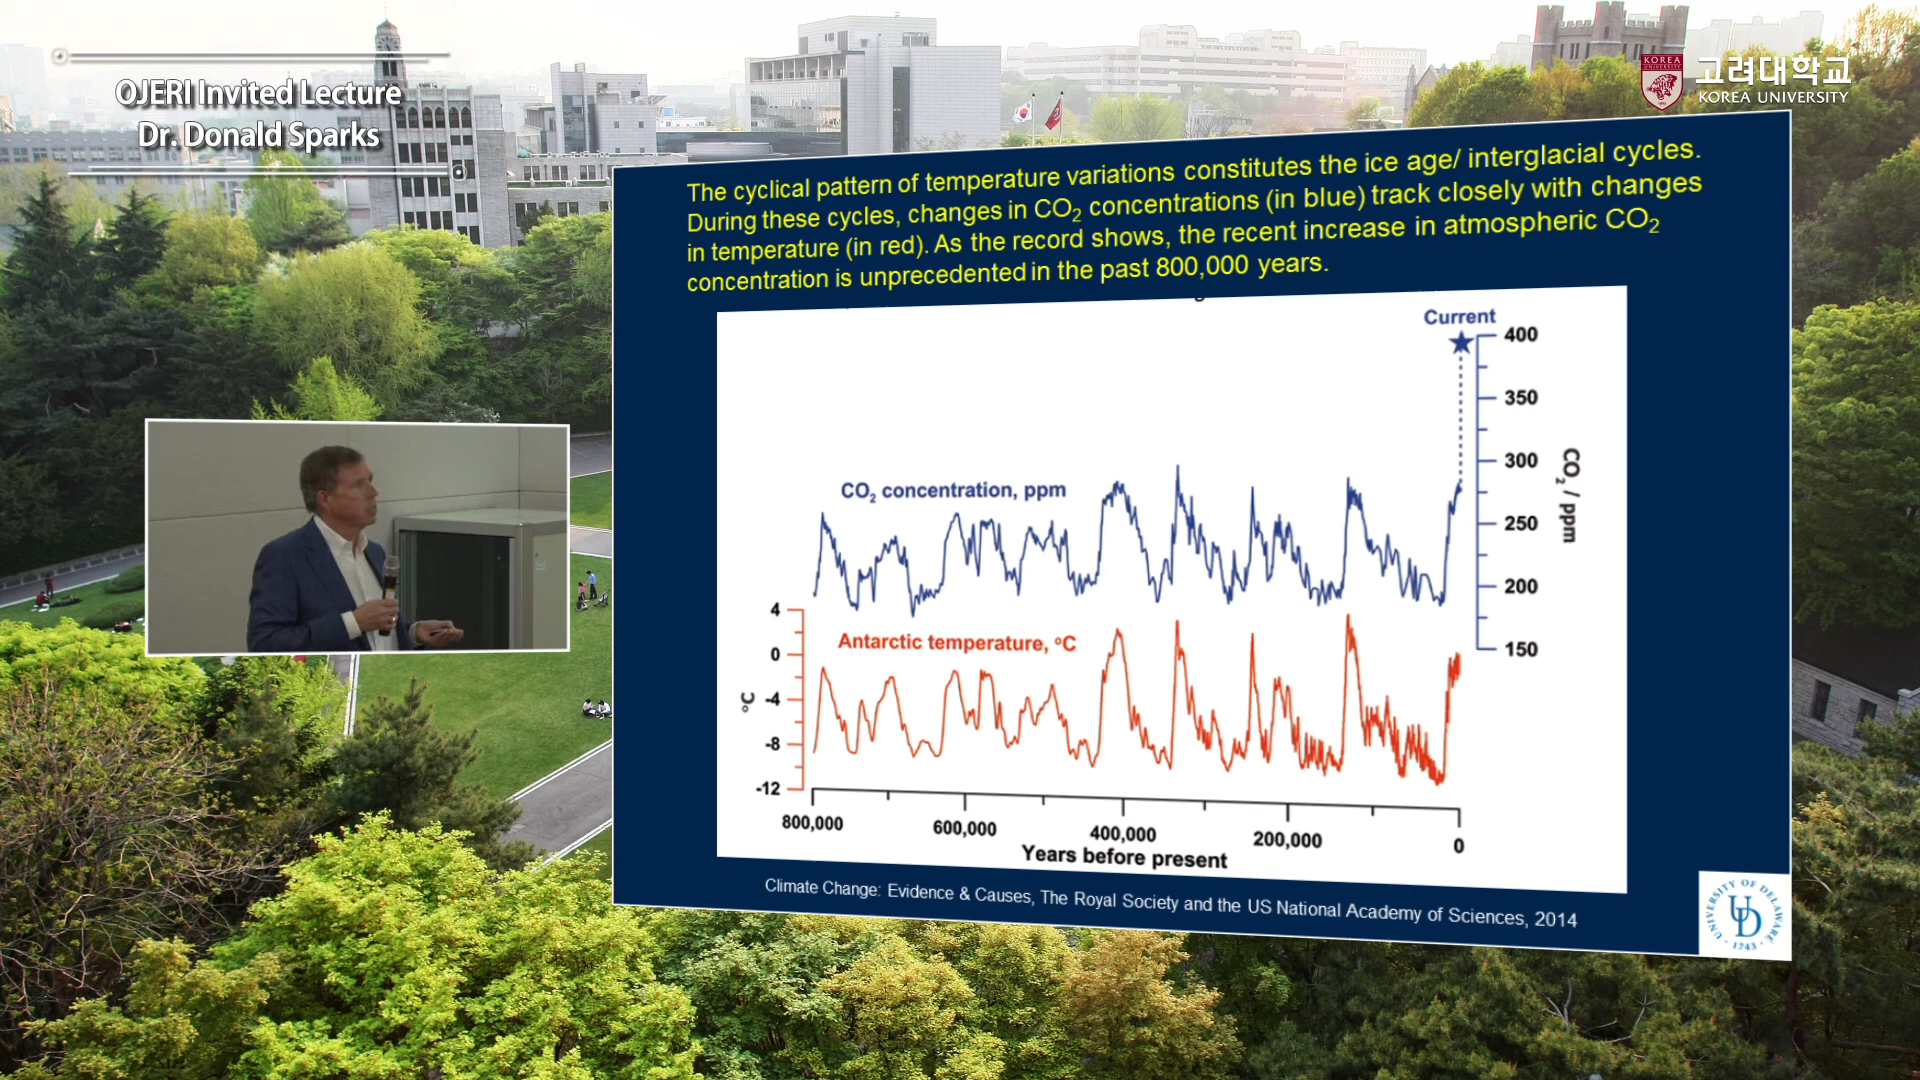 OJERI Invited Lecture
Dr. Donald Sparks
KOREA
UNIVERSITY
고려대학교
KOREA UNIVERSITY
The cyclical pattern of temperature variations constitutes the ice age/ interglacial cycles.
During these cycles, changes in CO₂ concentrations (in blue) track closely with changes
in temperature (in red). As the record shows, the recent increase in atmospheric CO₂
concentration is unprecedented in the past 800,000 years.
Current
400
350
300
250
200
150
CO₂ / ppm
CO₂ concentration, ppm
Antarctic temperature, °C
4
0
-4
-8
-12
°C
800,000
600,000
400,000
200,000
0
Years before present
Climate Change: Evidence & Causes, The Royal Society and the US National Academy of Sciences, 2014
UNIVERSITY OF DELAWARE
UD
1743